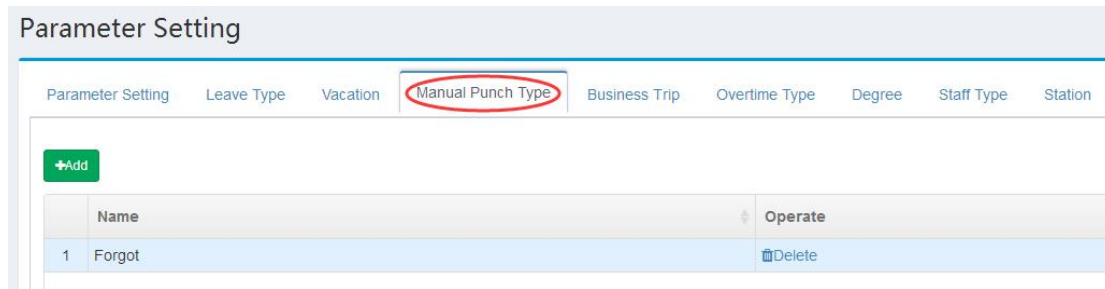 Parameter Setting
Parameter Setting Leave Type Vacation Manual Punch Type Business Trip Overtime Type Degree Staff Type Station
+Add
Name Operate
1 Forgot Delete